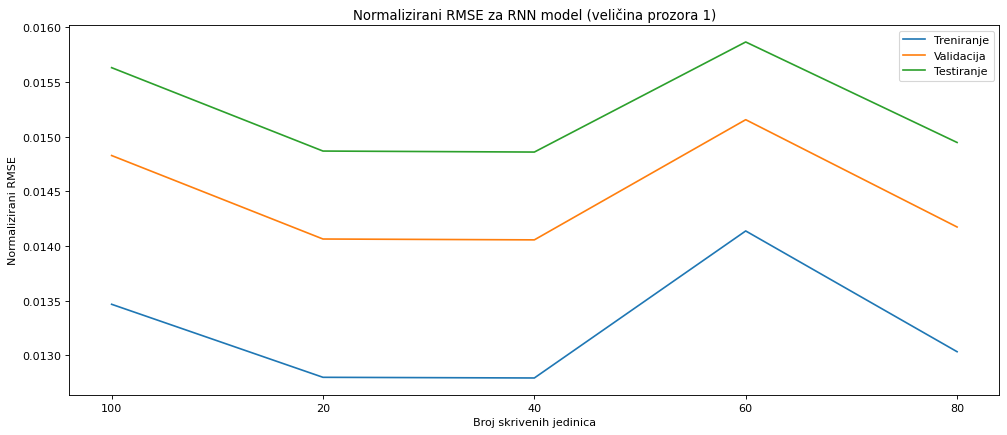 Normalizirani RMSE za RNN model (veličina prozora 1)
Treniranje
Validacija
Testiranje
Normalizirani RMSE
0.0160
0.0155
0.0150
0.0145
0.0140
0.0135
0.0130
100 20 40 60 80
Broj skrivenih jedinica